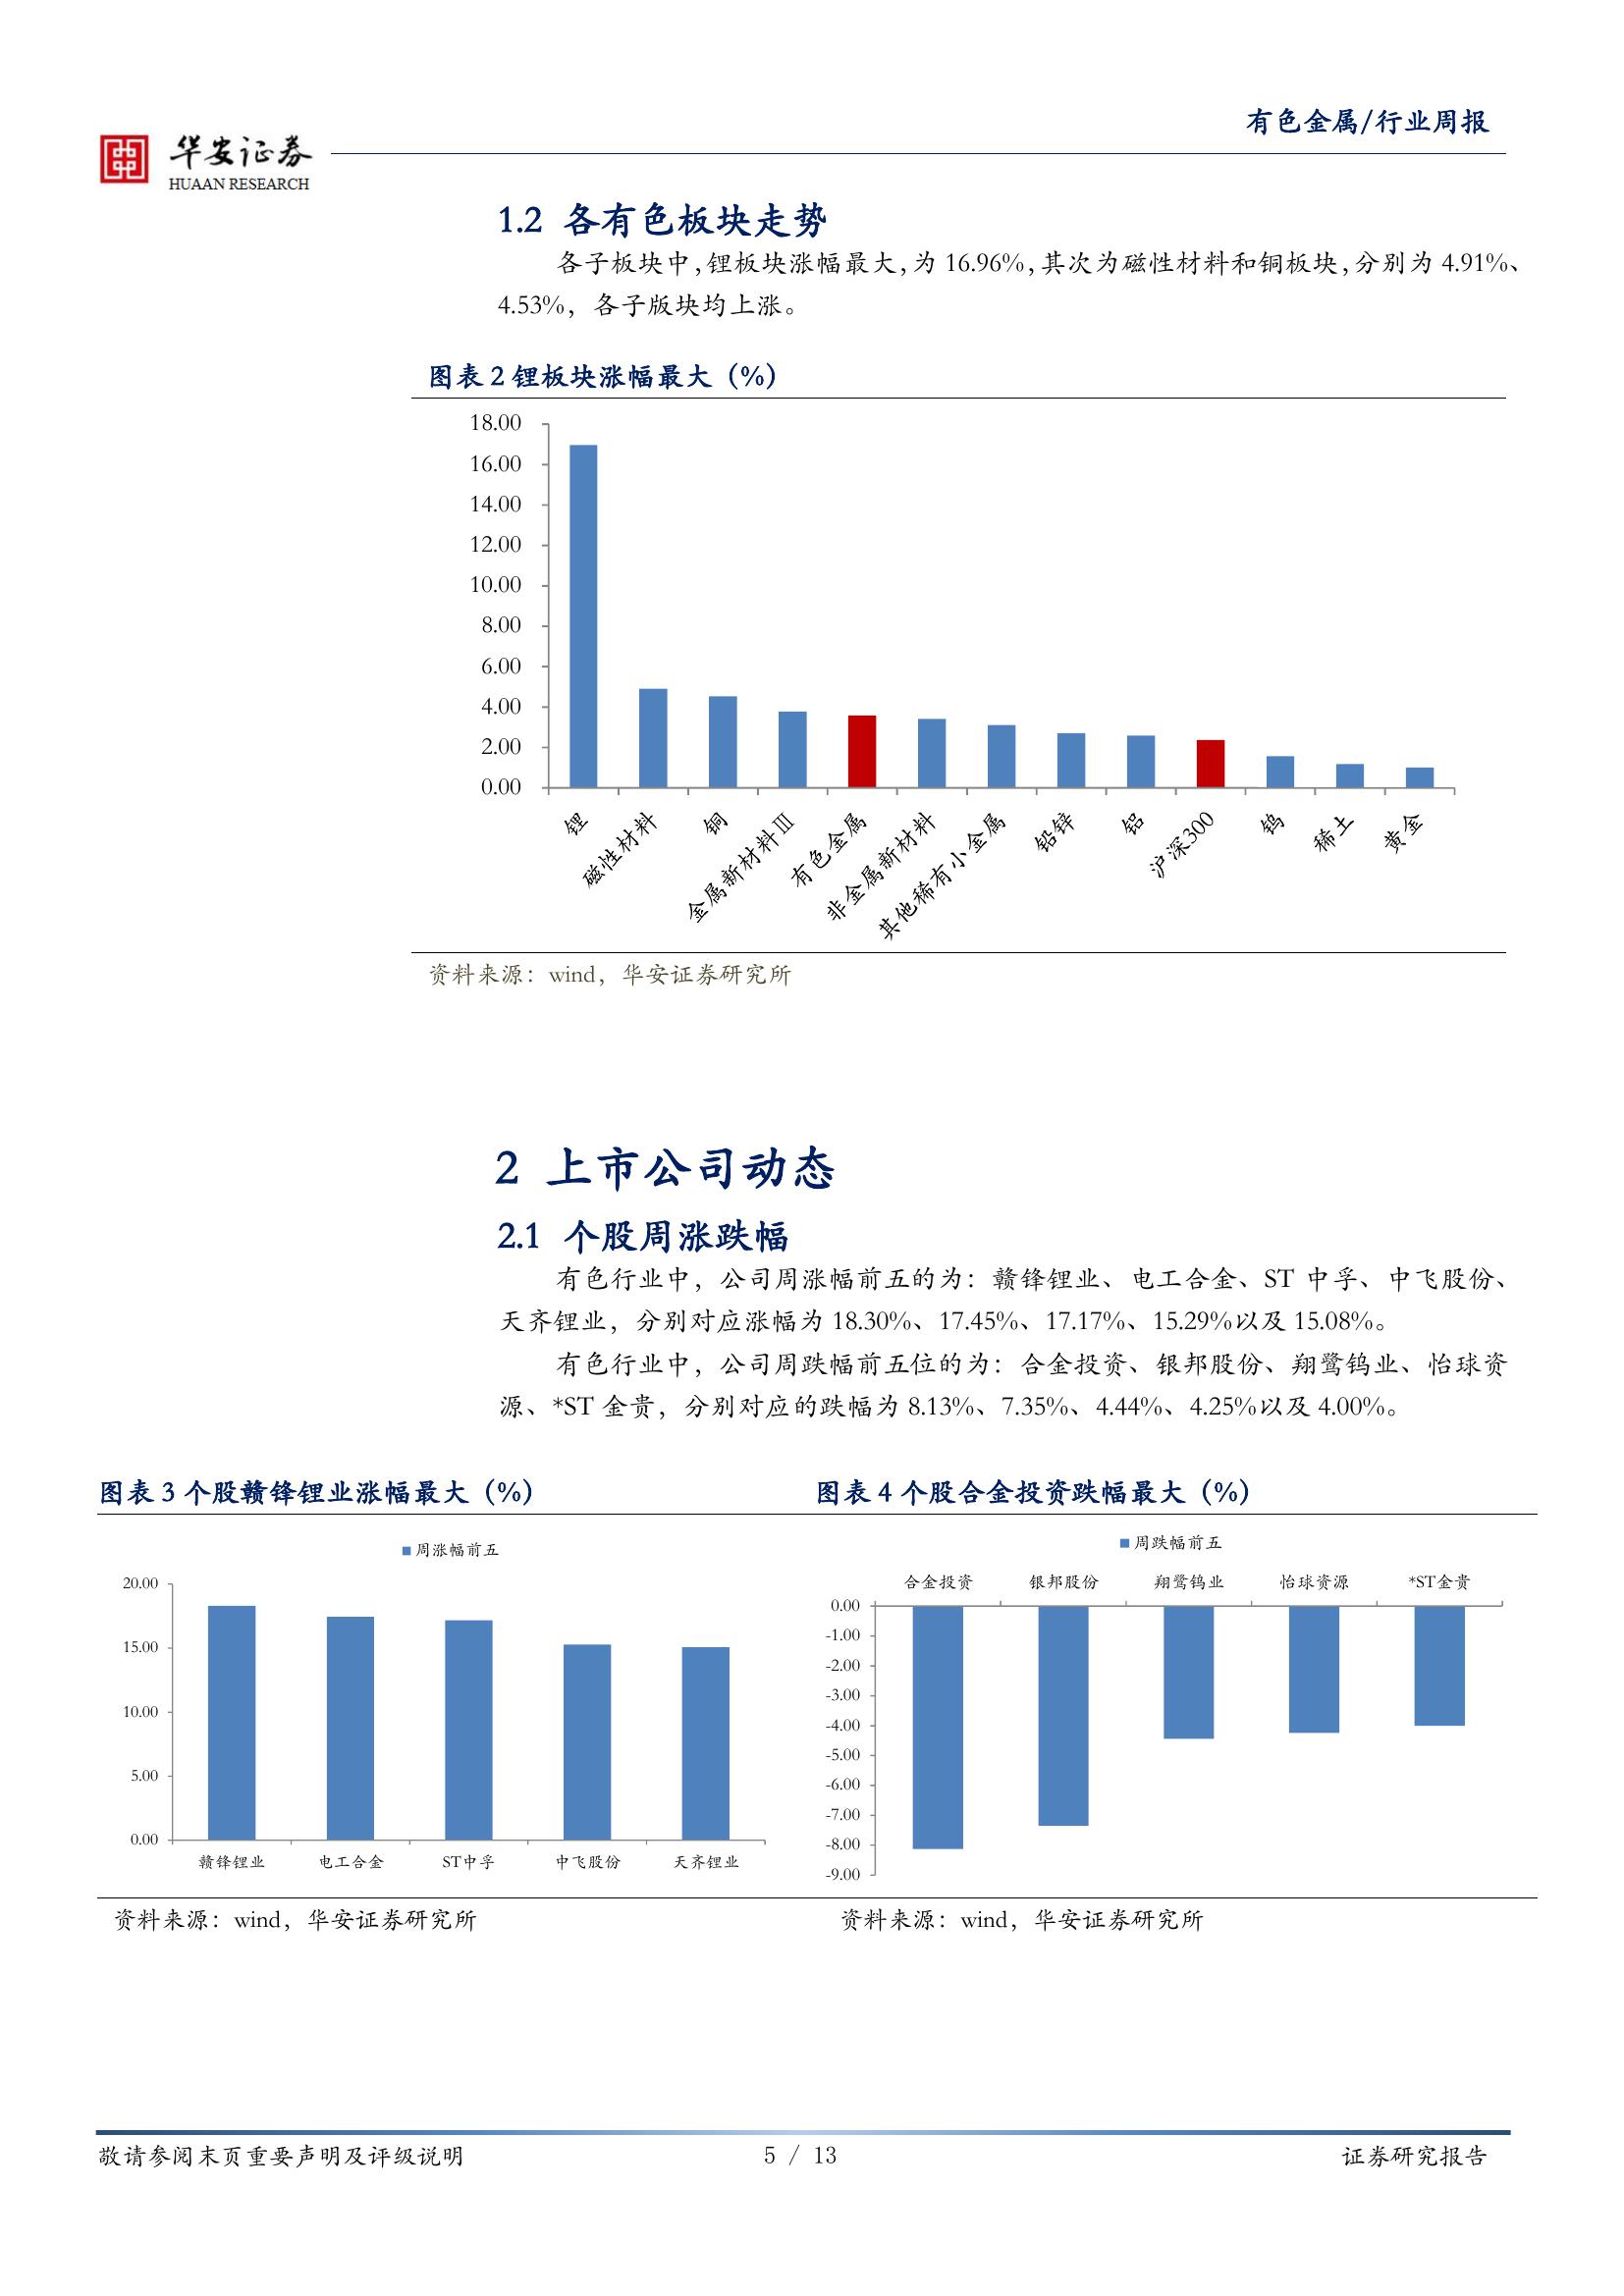 有色金属/行业周报
华安证券
HUAAN RESEARCH
1.2 各有色板块走势
各子板块中,锂板块涨幅最大,为 16.96%,其次为磁性材料和铜板块,分别为 4.91%、
4.53%，各子版块均上涨。
图表 2 锂板块涨幅最大（%）
18.00
16.00
14.00
12.00
10.00
8.00
6.00
4.00
2.00
0.00
锂
磁性材料
铜
金属新材料Ⅲ
有色金属
非金属新材料
其他稀有小金属
铅锌
铝
沪深300
钨
稀土
黄金
资料来源：wind，华安证券研究所
2 上市公司动态
2.1 个股周涨跌幅
有色行业中，公司周涨幅前五的为：赣锋锂业、电工合金、ST 中孚、中飞股份、
天齐锂业，分别对应涨幅为 18.30%、17.45%、17.17%、15.29%以及 15.08%。
有色行业中，公司周跌幅前五位的为：合金投资、银邦股份、翔鹭钨业、怡球资
源、*ST 金贵，分别对应的跌幅为 8.13%、7.35%、4.44%、4.25%以及 4.00%。
图表 3 个股赣锋锂业涨幅最大（%）
周涨幅前五
20.00
15.00
10.00
5.00
0.00
赣锋锂业 电工合金 ST中孚 中飞股份 天齐锂业
资料来源：wind，华安证券研究所
图表 4 个股合金投资跌幅最大（%）
周跌幅前五
合金投资 银邦股份 翔鹭钨业 怡球资源 *ST金贵
0.00
-1.00
-2.00
-3.00
-4.00
-5.00
-6.00
-7.00
-8.00
-9.00
资料来源：wind，华安证券研究所
敬请参阅末页重要声明及评级说明 5 / 13 证券研究报告